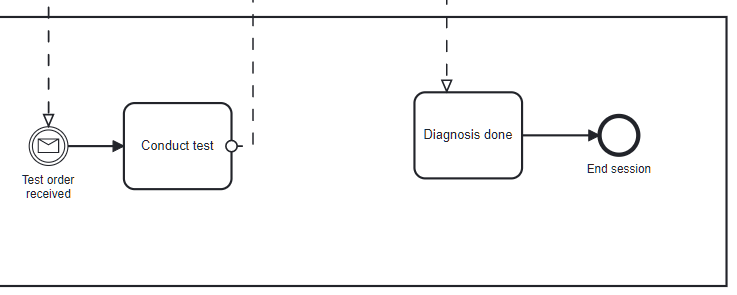 Conduct test
Test order
received
Diagnosis done
End session